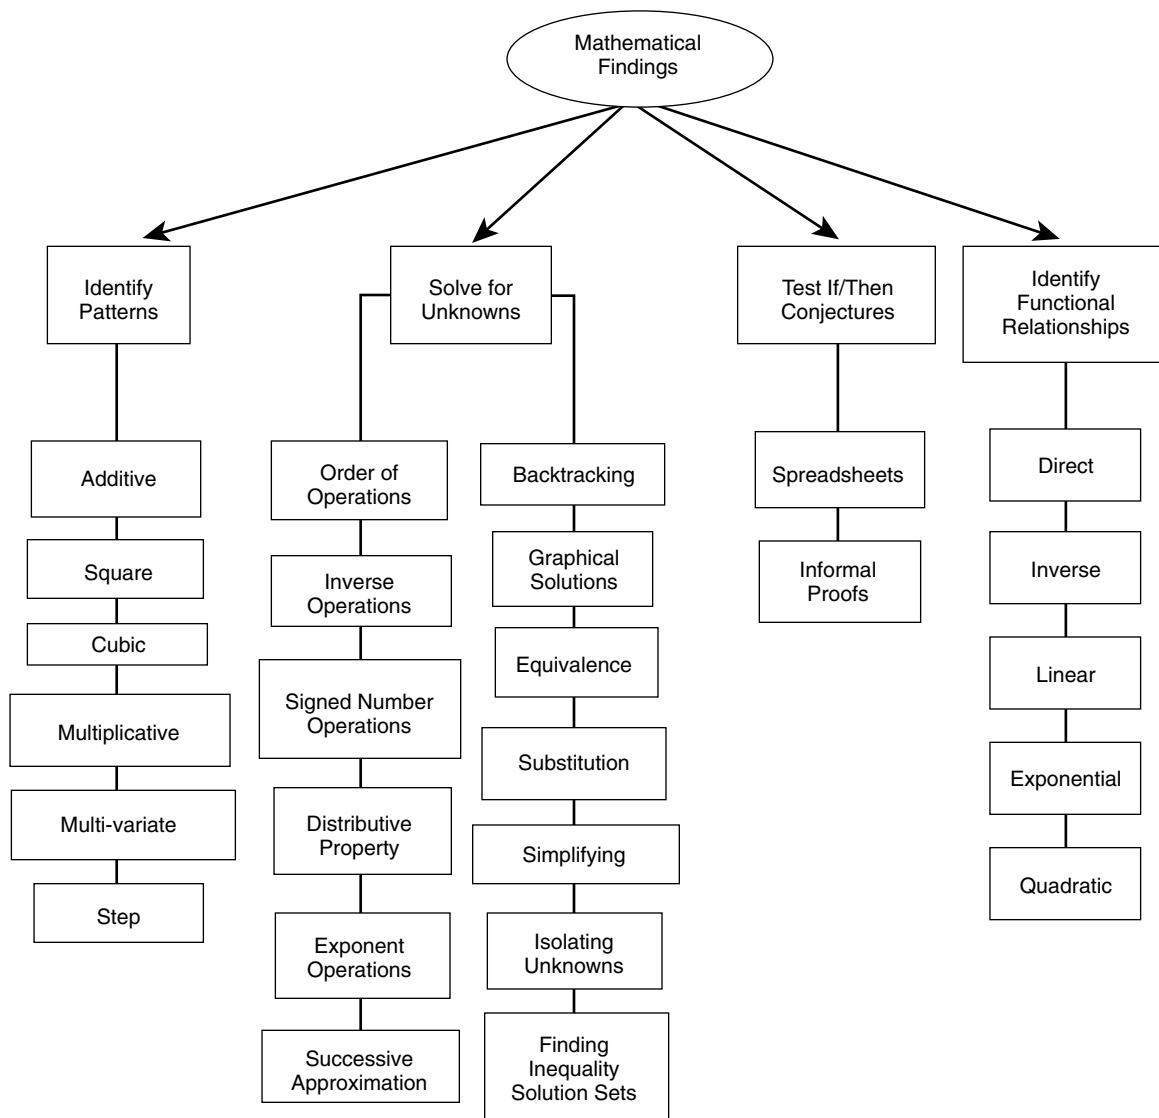 Mathematical
Findings
Identify
Patterns
Solve for
Unknowns
Test If/Then
Conjectures
Identify
Functional
Relationships
Additive
Square
Cubic
Multiplicative
Multi-variate
Step
Order of
Operations
Inverse
Operations
Signed Number
Operations
Distributive
Property
Exponent
Operations
Successive
Approximation
Backtracking
Graphical
Solutions
Equivalence
Substitution
Simplifying
Isolating
Unknowns
Finding
Inequality
Solution Sets
Spreadsheets
Informal
Proofs
Direct
Inverse
Linear
Exponential
Quadratic